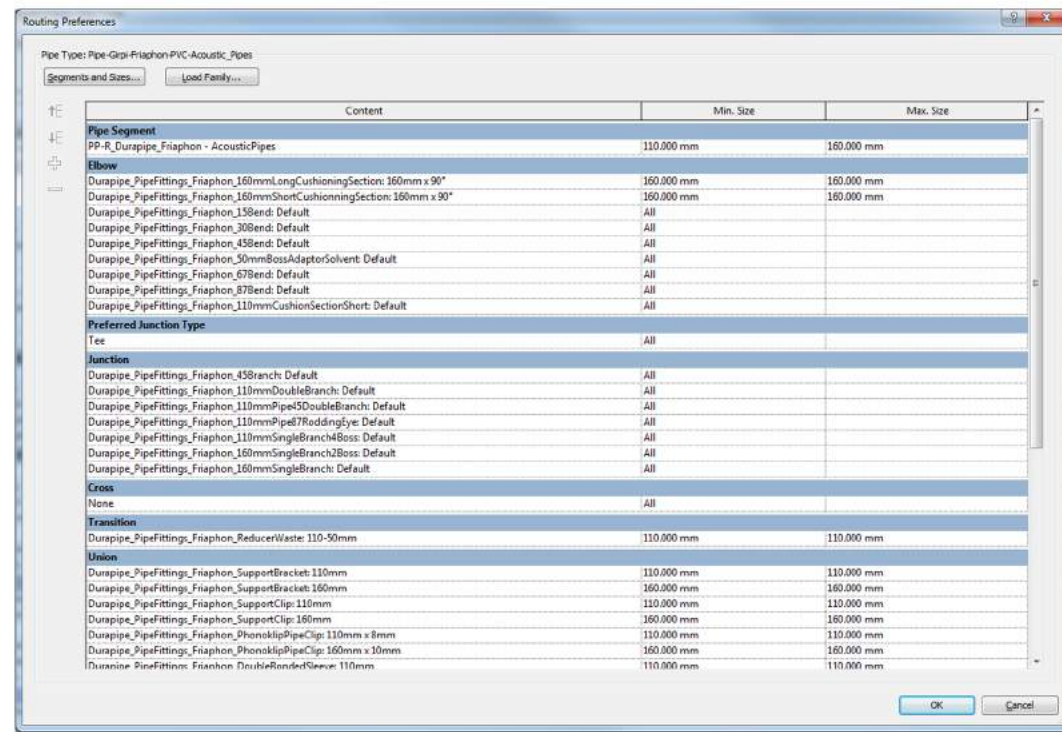 Routing Preferences
Pipe Type: Pipe-Girpi-Friaphon-PVC-Acoustic_Pipes
Segments and Sizes... Load Family...
Content Min. Size Max. Size
Pipe Segment
PP-R_Durapipe_Friaphon - AcousticPipes 110.000 mm 160.000 mm
Elbow
Durapipe_PipeFittings_Friaphon_160mmLongCushioningSection: 160mm x 90° 160.000 mm 160.000 mm
Durapipe_PipeFittings_Friaphon_160mmShortCushionningSection: 160mm x 90° 160.000 mm 160.000 mm
Durapipe_PipeFittings_Friaphon_15Bend: Default All
Durapipe_PipeFittings_Friaphon_30Bend: Default All
Durapipe_PipeFittings_Friaphon_45Bend: Default All
Durapipe_PipeFittings_Friaphon_50mmBossAdaptorSolvent: Default All
Durapipe_PipeFittings_Friaphon_67Bend: Default All
Durapipe_PipeFittings_Friaphon_87Bend: Default All
Durapipe_PipeFittings_Friaphon_110mmCushionSectionShort: Default All
Preferred Junction Type
Tee All
Junction
Durapipe_PipeFittings_Friaphon_45Branch: Default All
Durapipe_PipeFittings_Friaphon_110mmDoubleBranch: Default All
Durapipe_PipeFittings_Friaphon_110mmPipe45DoubleBranch: Default All
Durapipe_PipeFittings_Friaphon_110mmPipe87RoddingEye: Default All
Durapipe_PipeFittings_Friaphon_110mmSingleBranch4Boss: Default All
Durapipe_PipeFittings_Friaphon_160mmSingleBranch2Boss: Default All
Durapipe_PipeFittings_Friaphon_160mmSingleBranch: Default All
Cross
None All
Transition
Durapipe_PipeFittings_Friaphon_ReducerWaste: 110-50mm 110.000 mm 110.000 mm
Union
Durapipe_PipeFittings_Friaphon_SupportBracket: 110mm 110.000 mm 110.000 mm
Durapipe_PipeFittings_Friaphon_SupportBracket: 160mm 160.000 mm 160.000 mm
Durapipe_PipeFittings_Friaphon_SupportClip: 110mm 110.000 mm 110.000 mm
Durapipe_PipeFittings_Friaphon_SupportClip: 160mm 160.000 mm 160.000 mm
Durapipe_PipeFittings_Friaphon_PhonoklipPipeClip: 110mm x 8mm 110.000 mm 110.000 mm
Durapipe_PipeFittings_Friaphon_PhonoklipPipeClip: 160mm x 10mm 160.000 mm 160.000 mm
Durapipe_PipeFittings_Friaphon_DoubleBondedSleeve: 110mm 110.000 mm 110.000 mm
OK Cancel